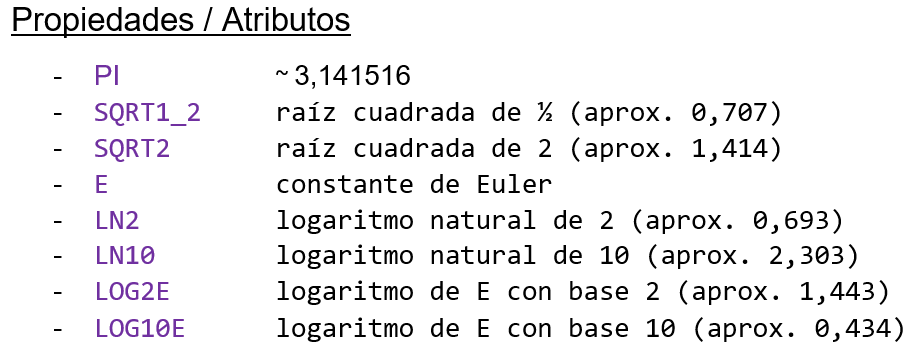 Propiedades / Atributos
- PI ~ 3,141516
- SQRT1_2 raíz cuadrada de ½ (aprox. 0,707)
- SQRT2 raíz cuadrada de 2 (aprox. 1,414)
- E constante de Euler
- LN2 logaritmo natural de 2 (aprox. 0,693)
- LN10 logaritmo natural de 10 (aprox. 2,303)
- LOG2E logaritmo de E con base 2 (aprox. 1,443)
- LOG10E logaritmo de E con base 10 (aprox. 0,434)